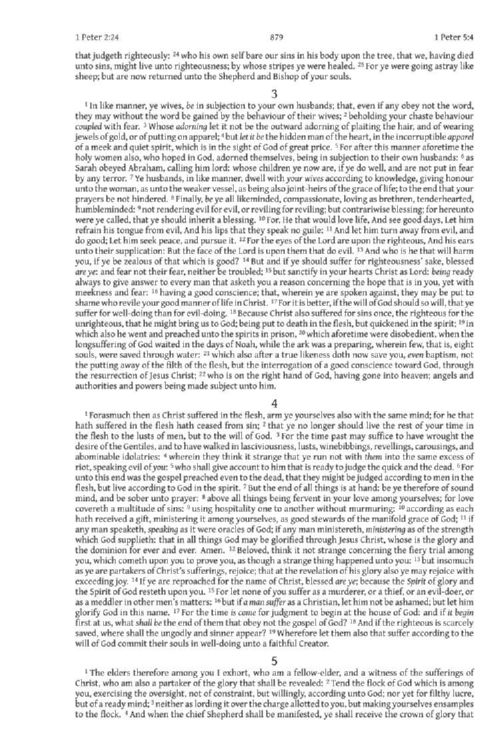 1 Peter 2:24 879 1 Peter 5:4
that judgeth righteously: 24 who his own self bare our sins in his body upon the tree, that we, having died
unto sins, might live unto righteousness; by whose stripes ye were healed. 25 For ye were going astray like
sheep; but are now returned unto the Shepherd and Bishop of your souls.
3
1 In like manner, ye wives, be in subjection to your own husbands; that, even if any obey not the word,
they may without the word be gained by the behaviour of their wives; 2 beholding your chaste behaviour
coupled with fear. 3 Whose adorning let it not be the outward adorning of plaiting the hair, and of wearing
jewels of gold, or of putting on apparel; 4 but let it be the hidden man of the heart, in the incorruptible apparel
of a meek and quiet spirit, which is in the sight of God of great price. 5 For after this manner aforetime the
holy women also, who hoped in God, adorned themselves, being in subjection to their own husbands: 6 as
Sarah obeyed Abraham, calling him lord: whose children ye now are, if ye do well, and are not put in fear
by any terror. 7 Ye husbands, in like manner, dwell with your wives according to knowledge, giving honour
unto the woman, as unto the weaker vessel, as being also joint-heirs of the grace of life; to the end that your
prayers be not hindered. 8 Finally, be ye all likeminded, compassionate, loving as brethren, tenderhearted,
humbleminded: 9 not rendering evil for evil, or reviling for reviling; but contrariwise blessing; for hereunto
were ye called, that ye should inherit a blessing. 10 For, He that would love life, And see good days, Let him
refrain his tongue from evil, And his lips that they speak no guile: 11 And let him turn away from evil, and
do good; Let him seek peace, and pursue it. 12 For the eyes of the Lord are upon the righteous, And his ears
unto their supplication: But the face of the Lord is upon them that do evil. 13 And who is he that will harm
you, if ye be zealous of that which is good? 14 But and if ye should suffer for righteousness' sake, blessed
are ye: and fear not their fear, neither be troubled; 15 but sanctify in your hearts Christ as Lord: being ready
always to give answer to every man that asketh you a reason concerning the hope that is in you, yet with
meekness and fear: 16 having a good conscience; that, wherein ye are spoken against, they may be put to
shame who revile your good manner of life in Christ. 17 For it is better, if the will of God should so will, that ye
suffer for well-doing than for evil-doing. 18 Because Christ also suffered for sins once, the righteous for the
unrighteous, that he might bring us to God; being put to death in the flesh, but quickened in the spirit; 19 in
which also he went and preached unto the spirits in prison, 20 which aforetime were disobedient, when the
longsuffering of God waited in the days of Noah, while the ark was a preparing, wherein few, that is, eight
souls, were saved through water: 21 which also after a true likeness doth now save you, even baptism, not
the putting away of the filth of the flesh, but the interrogation of a good conscience toward God, through
the resurrection of Jesus Christ; 22 who is on the right hand of God, having gone into heaven; angels and
authorities and powers being made subject unto him.
4
1 Forasmuch then as Christ suffered in the flesh, arm ye yourselves also with the same mind; for he that
hath suffered in the flesh hath ceased from sin; 2 that ye no longer should live the rest of your time in
the flesh to the lusts of men, but to the will of God. 3 For the time past may suffice to have wrought the
desire of the Gentiles, and to have walked in lasciviousness, lusts, winebibbings, revellings, carousings, and
abominable idolatries: 4 wherein they think it strange that ye run not with them into the same excess of
riot, speaking evil of you: 5 who shall give account to him that is ready to judge the quick and the dead. 6 For
unto this end was the gospel preached even to the dead, that they might be judged according to men in the
flesh, but live according to God in the spirit. 7 But the end of all things is at hand: be ye therefore of sound
mind, and be sober unto prayer: 8 above all things being fervent in your love among yourselves; for love
covereth a multitude of sins: 9 using hospitality one to another without murmuring: 10 according as each
hath received a gift, ministering it among yourselves, as good stewards of the manifold grace of God; 11 if
any man speaketh, speaking as it were oracles of God; if any man ministereth, ministering as of the strength
which God supplieth: that in all things God may be glorified through Jesus Christ, whose is the glory and
the dominion for ever and ever. Amen. 12 Beloved, think it not strange concerning the fiery trial among
you, which cometh upon you to prove you, as though a strange thing happened unto you: 13 but insomuch
as ye are partakers of Christ's sufferings, rejoice; that at the revelation of his glory also ye may rejoice with
exceeding joy. 14 If ye are reproached for the name of Christ, blessed are ye; because the Spirit of glory and
the Spirit of God resteth upon you. 15 For let none of you suffer as a murderer, or a thief, or an evil-doer, or
as a meddler in other men's matters: 16 but if a man suffer as a Christian, let him not be ashamed; but let him
glorify God in this name. 17 For the time is come for judgment to begin at the house of God: and if it begin
first at us, what shall be the end of them that obey not the gospel of God? 18 And if the righteous is scarcely
saved, where shall the ungodly and sinner appear? 19 Wherefore let them also that suffer according to the
will of God commit their souls in well-doing unto a faithful Creator.
5
1 The elders therefore among you I exhort, who am a fellow-elder, and a witness of the sufferings of
Christ, who am also a partaker of the glory that shall be revealed: 2 Tend the flock of God which is among
you, exercising the oversight, not of constraint, but willingly, according unto God; nor yet for filthy lucre,
but of a ready mind; 3 neither as lording it over the charge allotted to you, but making yourselves ensamples
to the flock. 4 And when the chief Shepherd shall be manifested, ye shall receive the crown of glory that